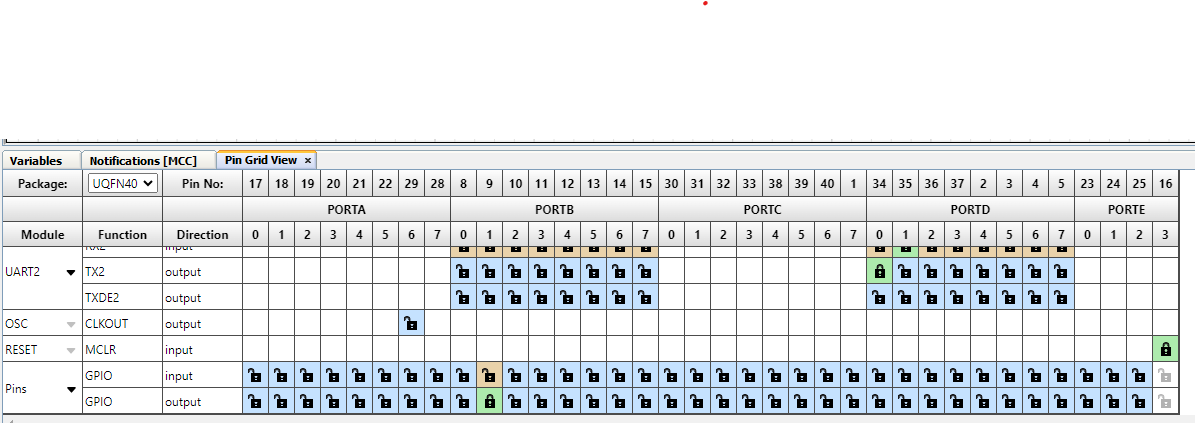 Variables Notifications [MCC] Pin Grid View ×
Package: UQFN40 Pin No: 17 18 19 20 21 22 29 28 8 9 10 11 12 13 14 15 30 31 32 33 38 39 40 1 34 35 36 37 2 3 4 5 23 24 25 16
PORTA PORTB PORTC PORTD PORTE
Module Function Direction 0 1 2 3 4 5 6 7 0 1 2 3 4 5 6 7 0 1 2 3 4 5 6 7 0 1 2 3 4 5 6 7 0 1 2 3
RX2 input
UART2 TX2 output
TXDE2 output
OSC CLKOUT output
RESET MCLR input
Pins GPIO input
GPIO output